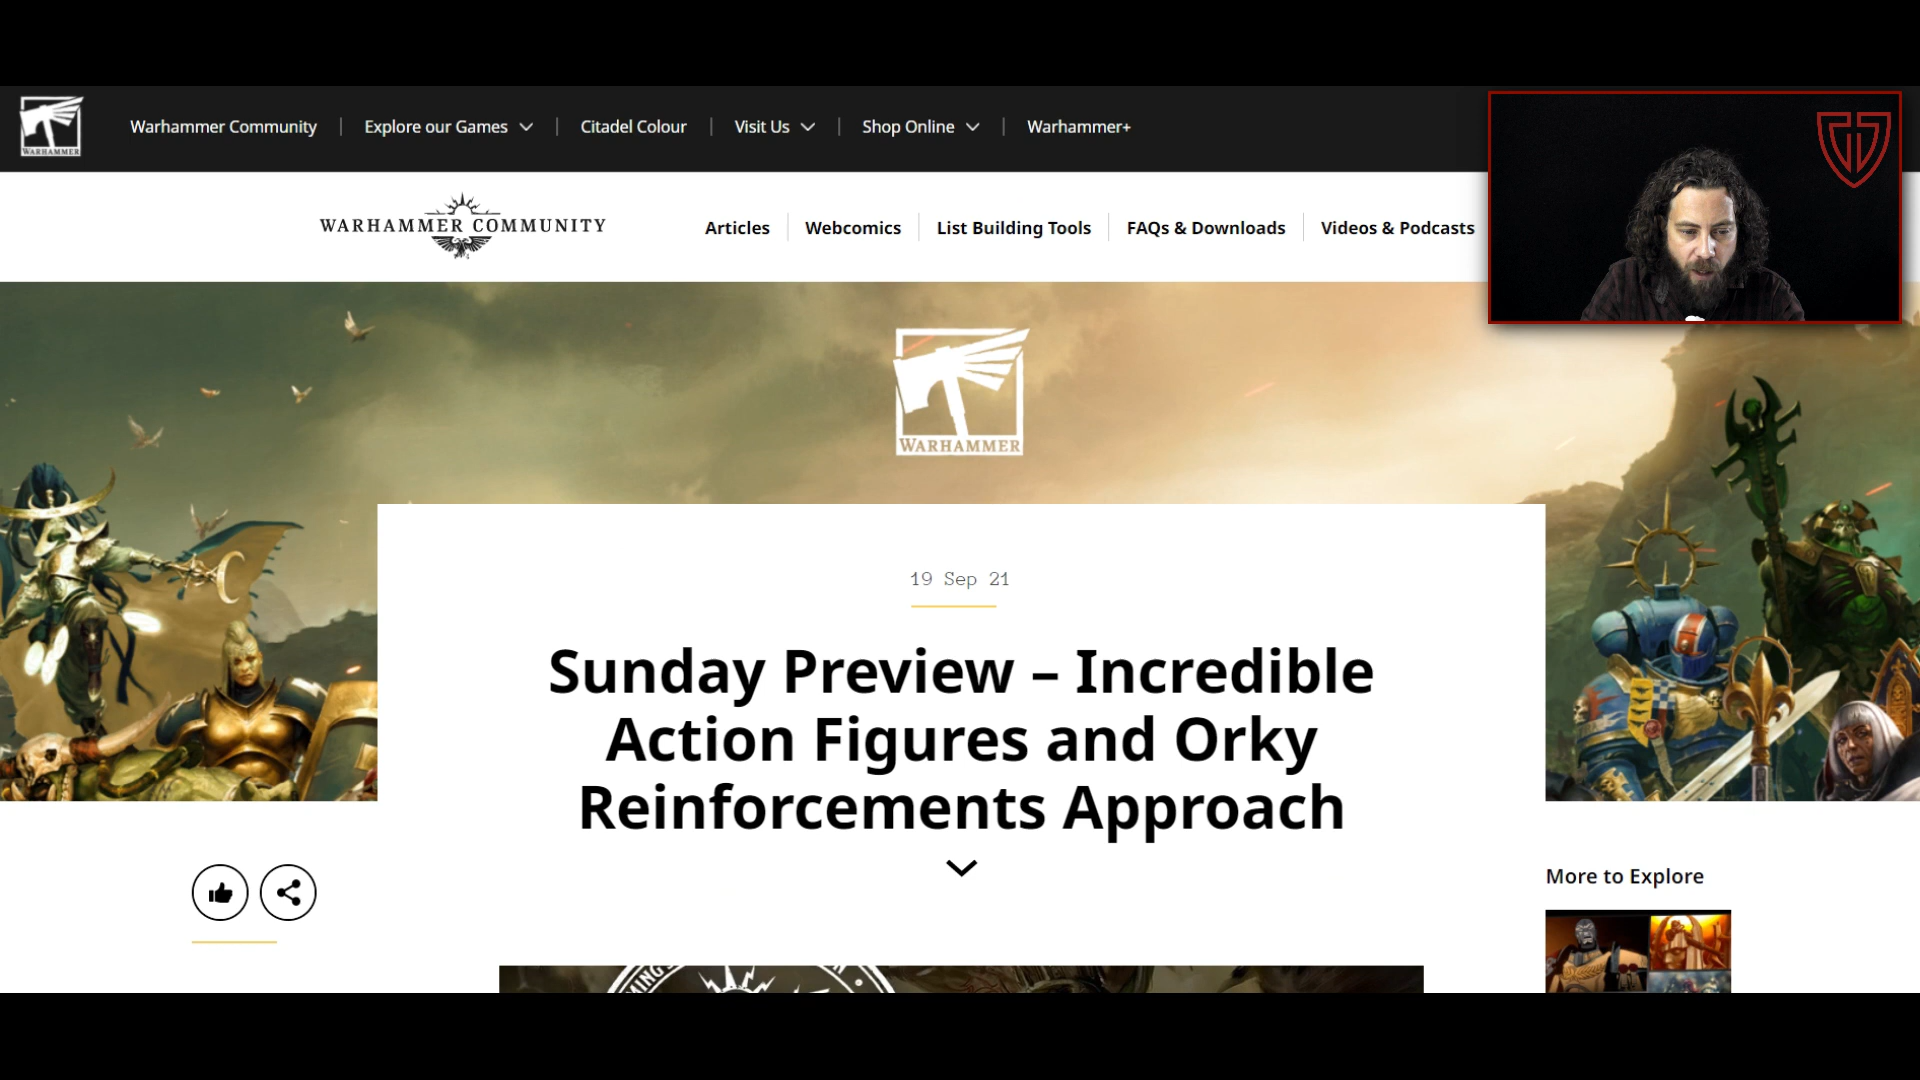 WARHAMMER
Warhammer Community
Explore our Games
Citadel Colour
Visit Us
Shop Online
Warhammer+
WARHAMMER COMMUNITY
Articles
Webcomics
List Building Tools
FAQs & Downloads
Videos & Podcasts
WARHAMMER
19 Sep 21
Sunday Preview – Incredible
Action Figures and Orky
Reinforcements Approach
More to Explore